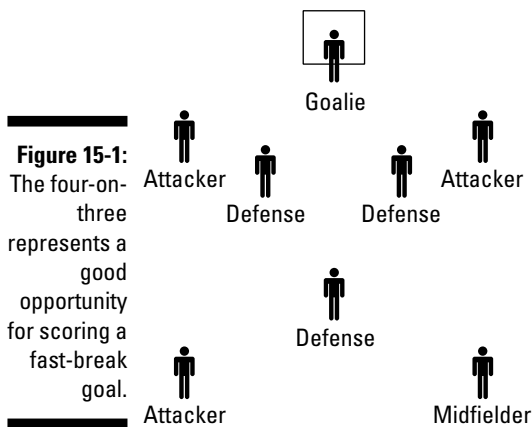 Goalie
Figure 15-1:
The four-on-
three
represents a
good
opportunity
for scoring a
fast-break
goal.
Attacker
Attacker
Defense
Defense
Defense
Attacker
Midfielder